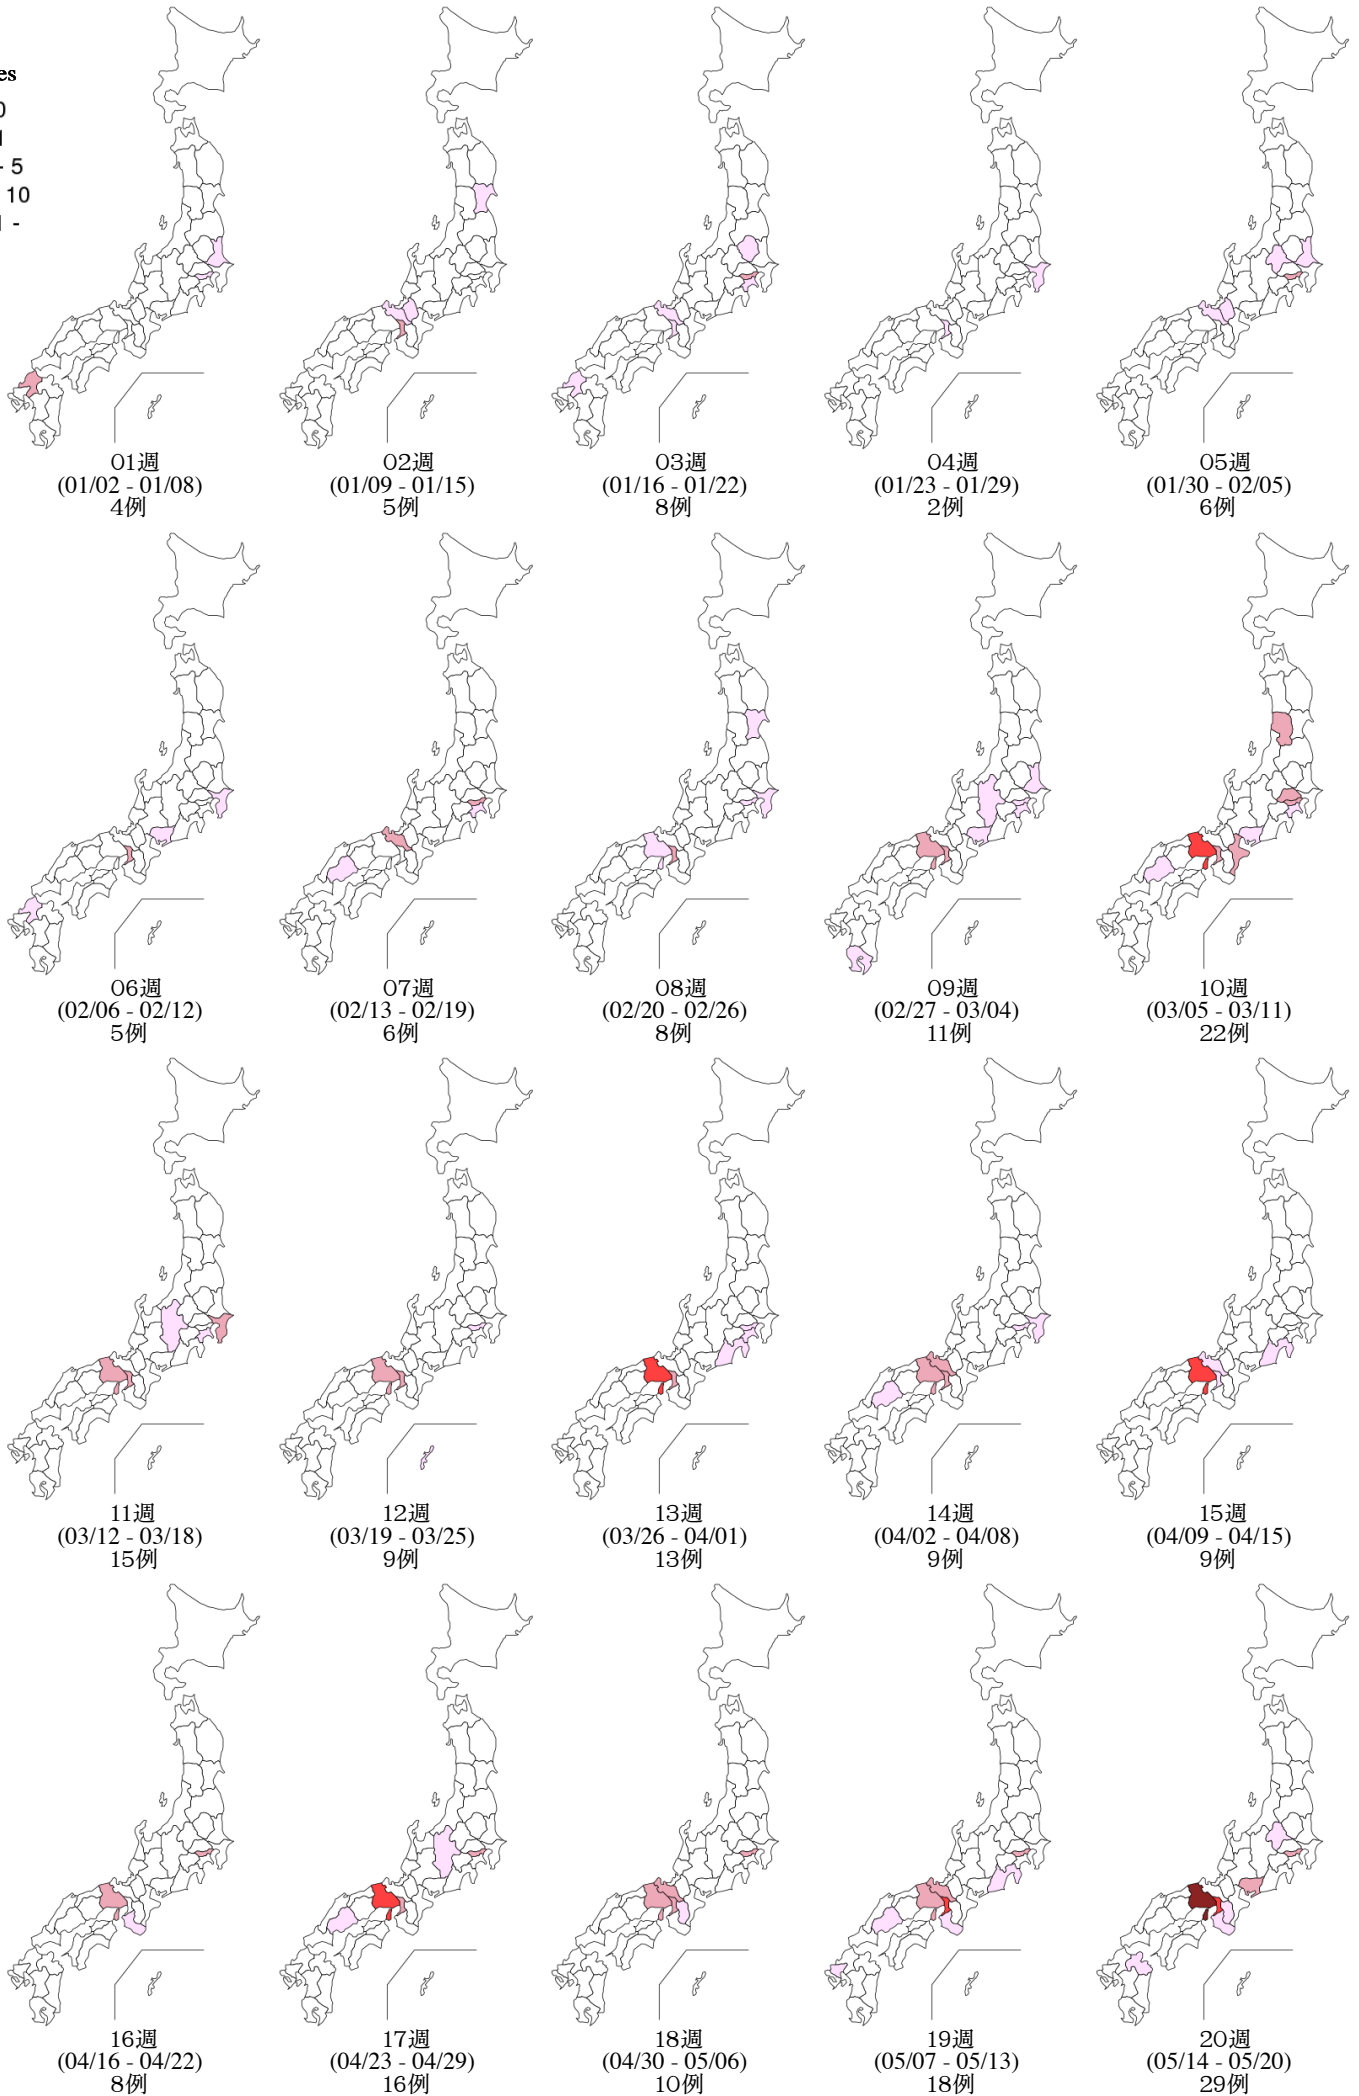 es
0
1
- 5
10
1 -
01週
(01/02 - 01/08)
4例
02週
(01/09 - 01/15)
5例
03週
(01/16 - 01/22)
8例
04週
(01/23 - 01/29)
2例
05週
(01/30 - 02/05)
6例
06週
(02/06 - 02/12)
5例
07週
(02/13 - 02/19)
6例
08週
(02/20 - 02/26)
8例
09週
(02/27 - 03/04)
11例
10週
(03/05 - 03/11)
22例
11週
(03/12 - 03/18)
15例
12週
(03/19 - 03/25)
9例
13週
(03/26 - 04/01)
13例
14週
(04/02 - 04/08)
9例
15週
(04/09 - 04/15)
9例
16週
(04/16 - 04/22)
8例
17週
(04/23 - 04/29)
16例
18週
(04/30 - 05/06)
10例
19週
(05/07 - 05/13)
18例
20週
(05/14 - 05/20)
29例